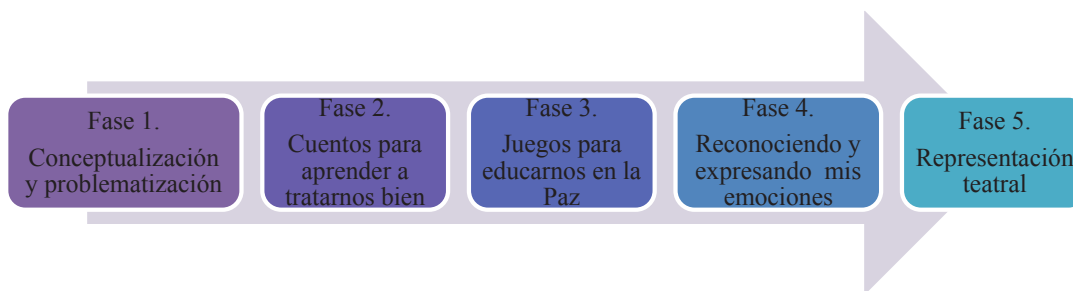 Fase 1.
Conceptualización
y problematización
Fase 2.
Cuentos para
aprender a
tratarnos bien
Fase 3.
Juegos para
educarnos en la
Paz
Fase 4.
Reconociendo y
expresando mis
emociones
Fase 5.
Representación
teatral